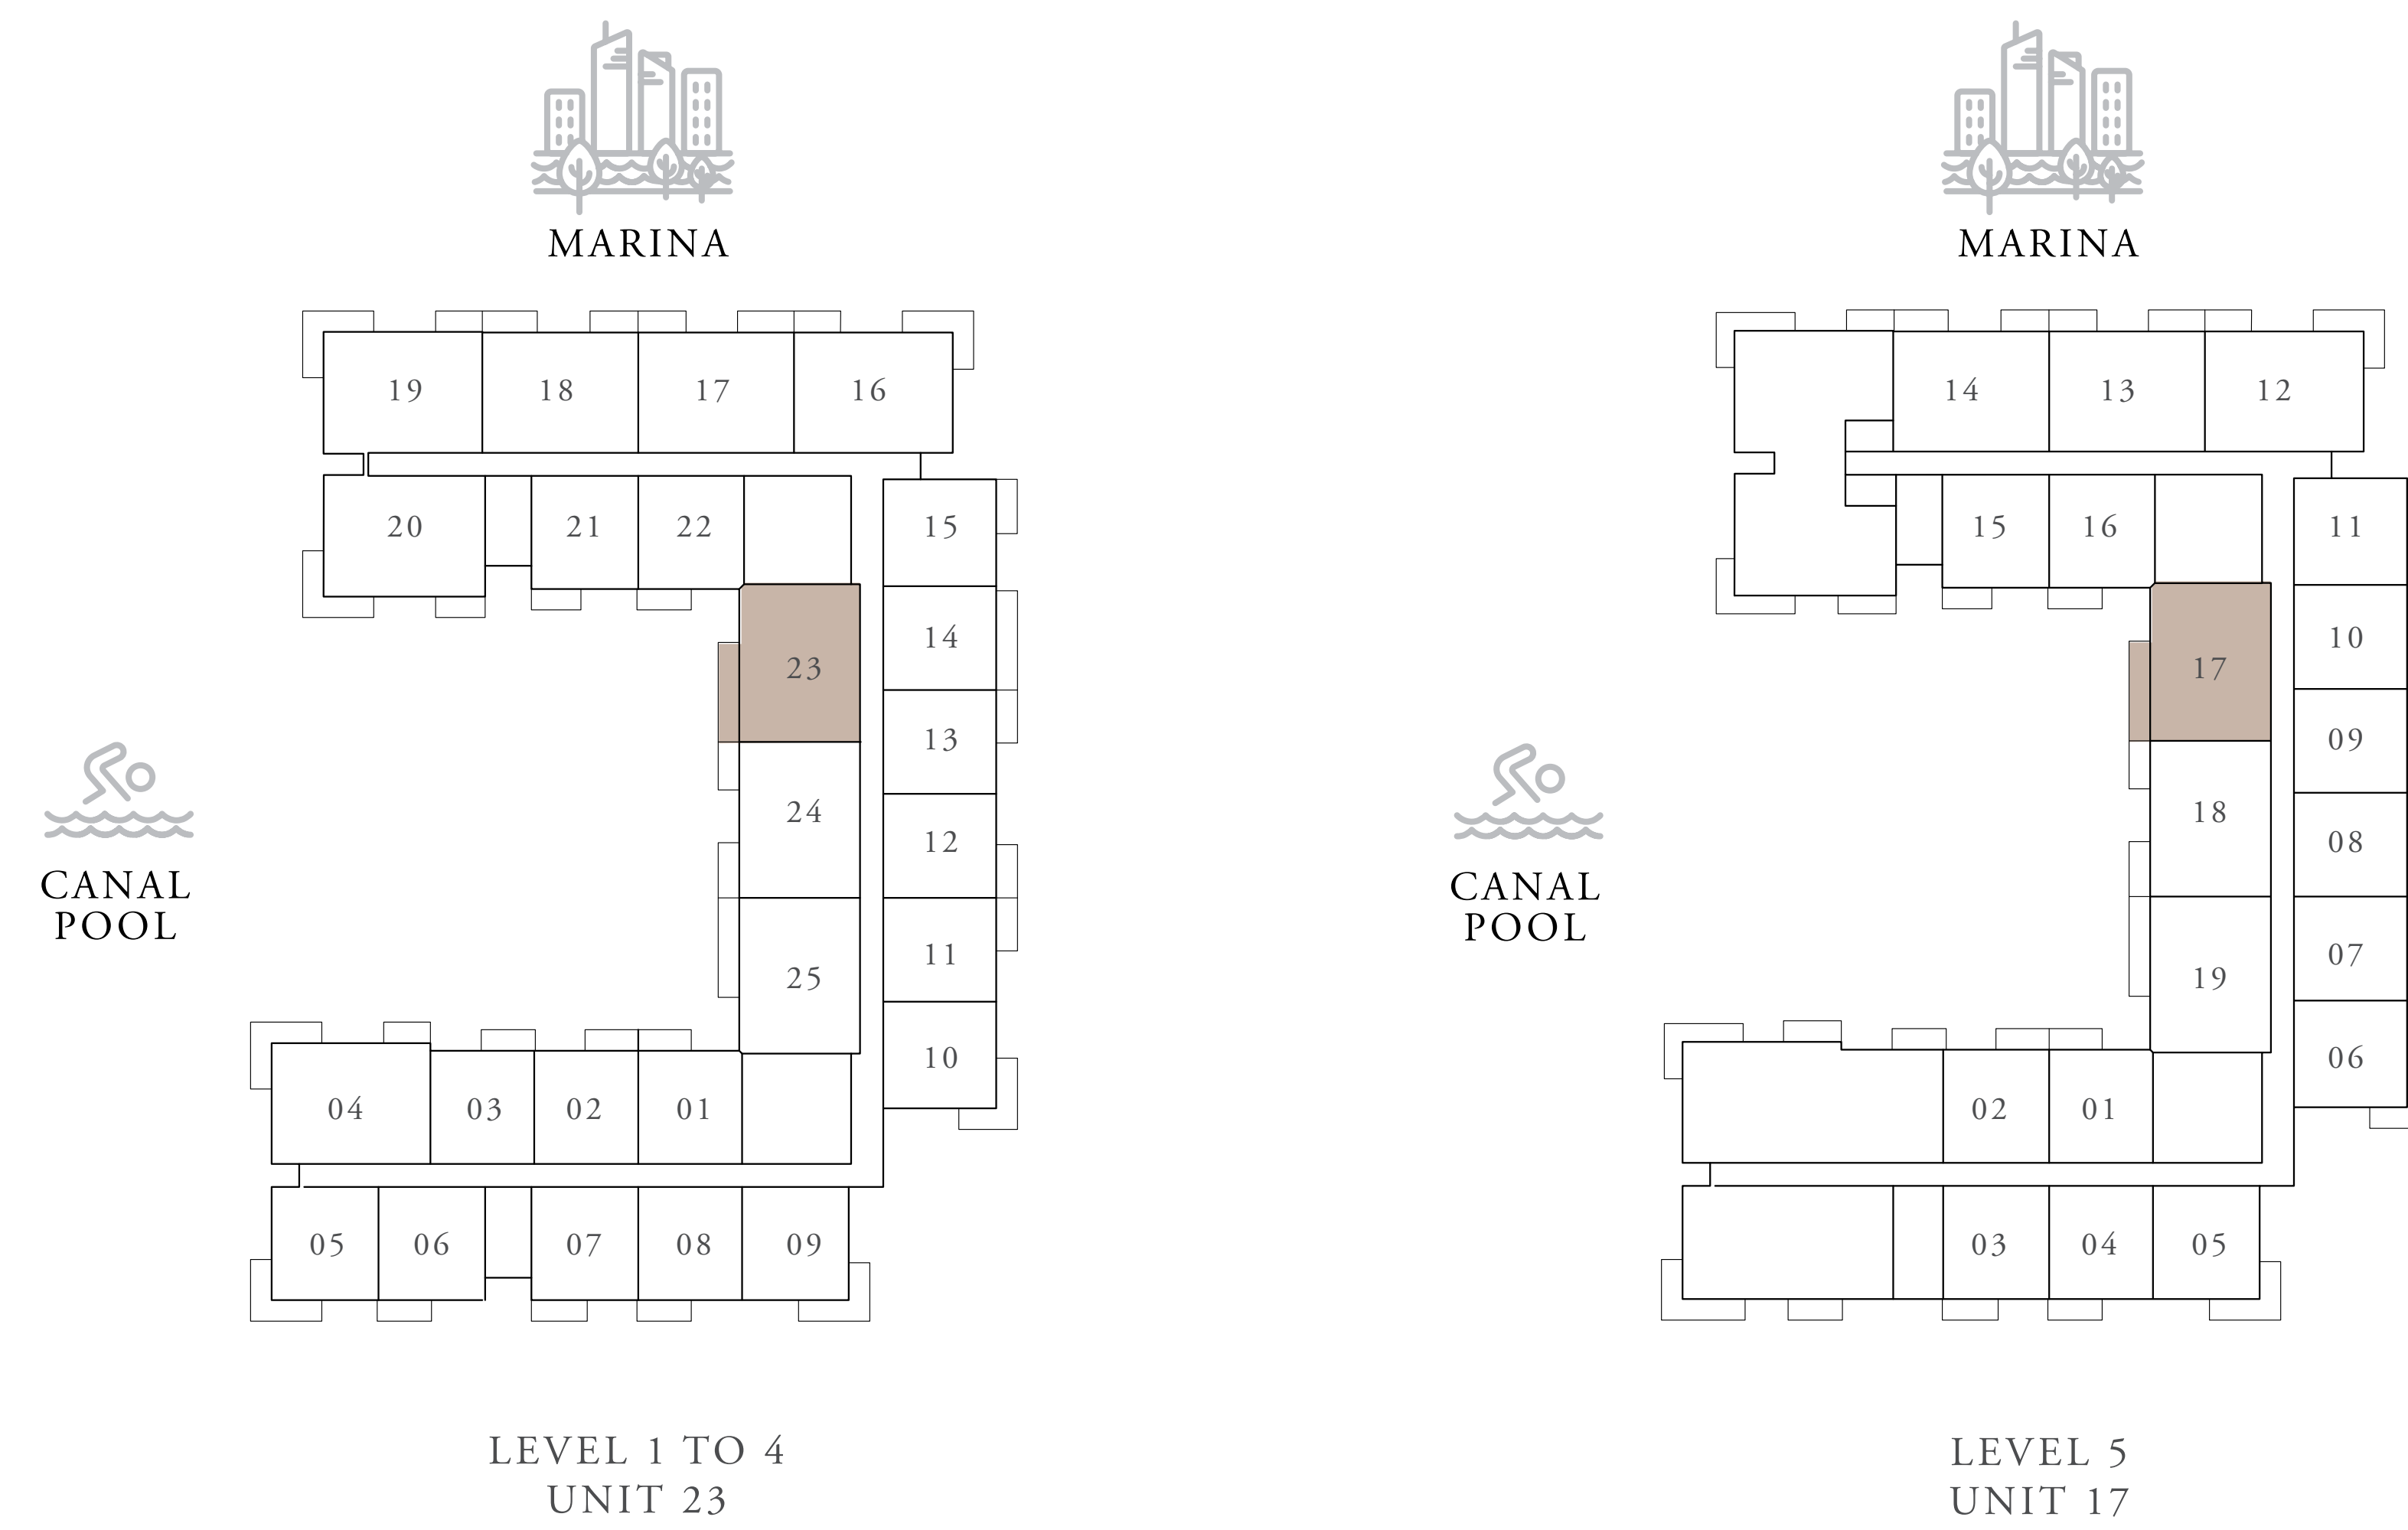 MARINA
19 18 17 16
20 21 22 15
14
23
13
24
12
CANAL
POOL
11
25
10
04 03 02 01
05 06 07 08 09
LEVEL 1 TO 4
UNIT 23
MARINA
14 13 12
15 16 11
10
17
09
18
08
CANAL
POOL
07
19
06
02 01
03 04 05
LEVEL 5
UNIT 17